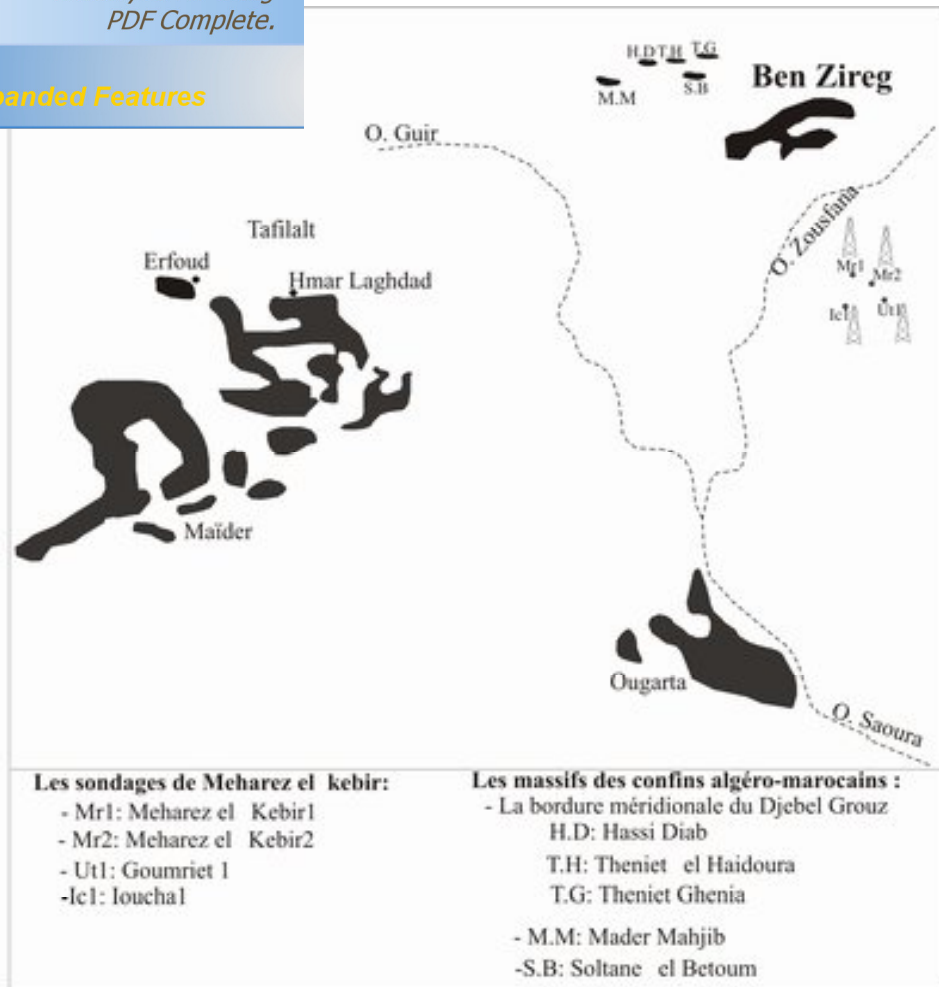 PDF Complete.
panded Features
H.D T.H T.G
M.M S.B
Ben Zireg
O. Guir
O. Zousfana
Tafilalt
Erfoud
Hmar Laghdad
Mr1
Mr2
Ic1
Ut1
Maïder
Ougarta
O. Saoura
Les sondages de Meharez el kebir:
- Mr1: Meharez el Kebir1
- Mr2: Meharez el Kebir2
- Ut1: Goumriet 1
-Ic1: Ioucha1
Les massifs des confins algéro-marocains :
- La bordure méridionale du Djebel Grouz
H.D: Hassi Diab
T.H: Theniet el Haidoura
T.G: Theniet Ghenia
- M.M: Mader Mahjib
-S.B: Soltane el Betoum